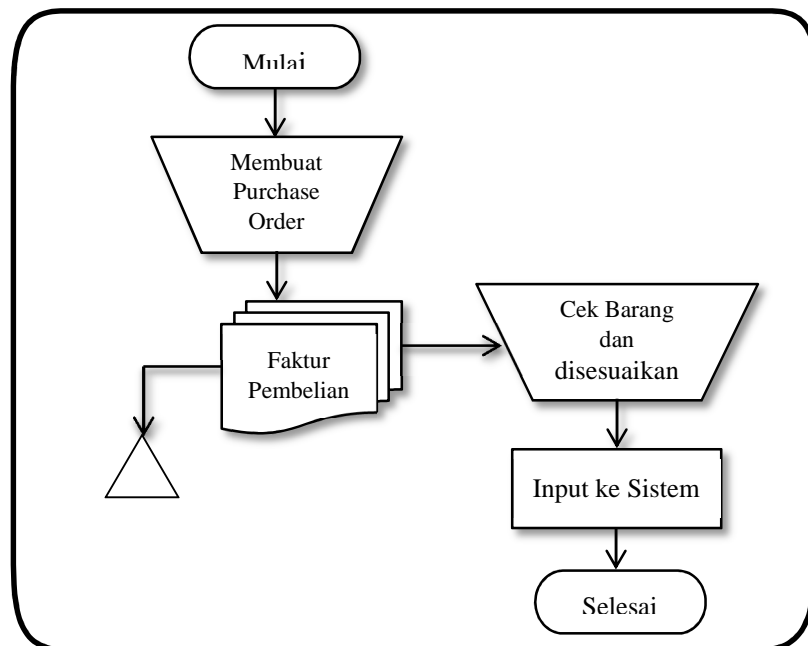 Mulai
Membuat
Purchase
Order
Faktur
Pembelian
Cek Barang
dan
disesuaikan
Input ke Sistem
Selesai